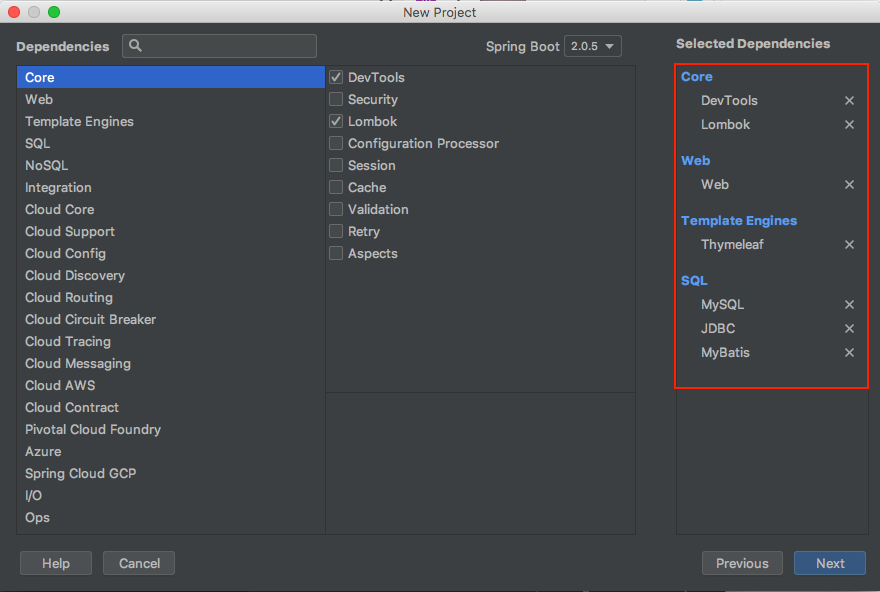 New Project
Dependencies
Spring Boot 2.0.5
Selected Dependencies
Core
Web
Template Engines
SQL
NoSQL
Integration
Cloud Core
Cloud Support
Cloud Config
Cloud Discovery
Cloud Routing
Cloud Circuit Breaker
Cloud Tracing
Cloud Messaging
Cloud AWS
Cloud Contract
Pivotal Cloud Foundry
Azure
Spring Cloud GCP
I/O
Ops
DevTools
Security
Lombok
Configuration Processor
Session
Cache
Validation
Retry
Aspects
Core
DevTools
Lombok
Web
Web
Template Engines
Thymeleaf
SQL
MySQL
JDBC
MyBatis
Help
Cancel
Previous
Next